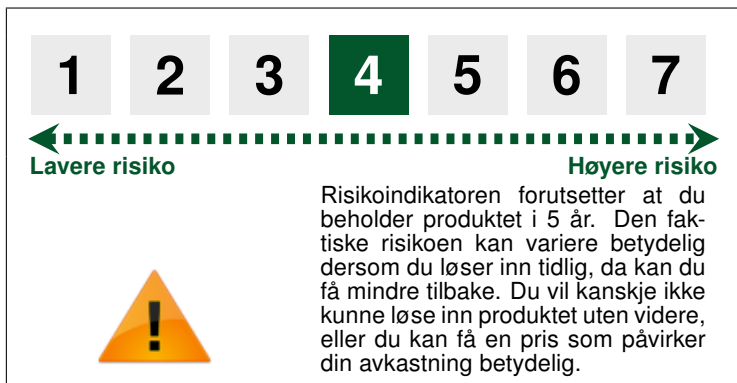 1 2 3 4 5 6 7
Lavere risiko Høyere risiko
Risikoindikatoren forutsetter at du
beholder produktet i 5 år. Den fak-
tiske risikoen kan variere betydelig
dersom du løser inn tidlig, da kan du
få mindre tilbake. Du vil kanskje ikke
kunne løse inn produktet uten videre,
eller du kan få en pris som påvirker
din avkastning betydelig.